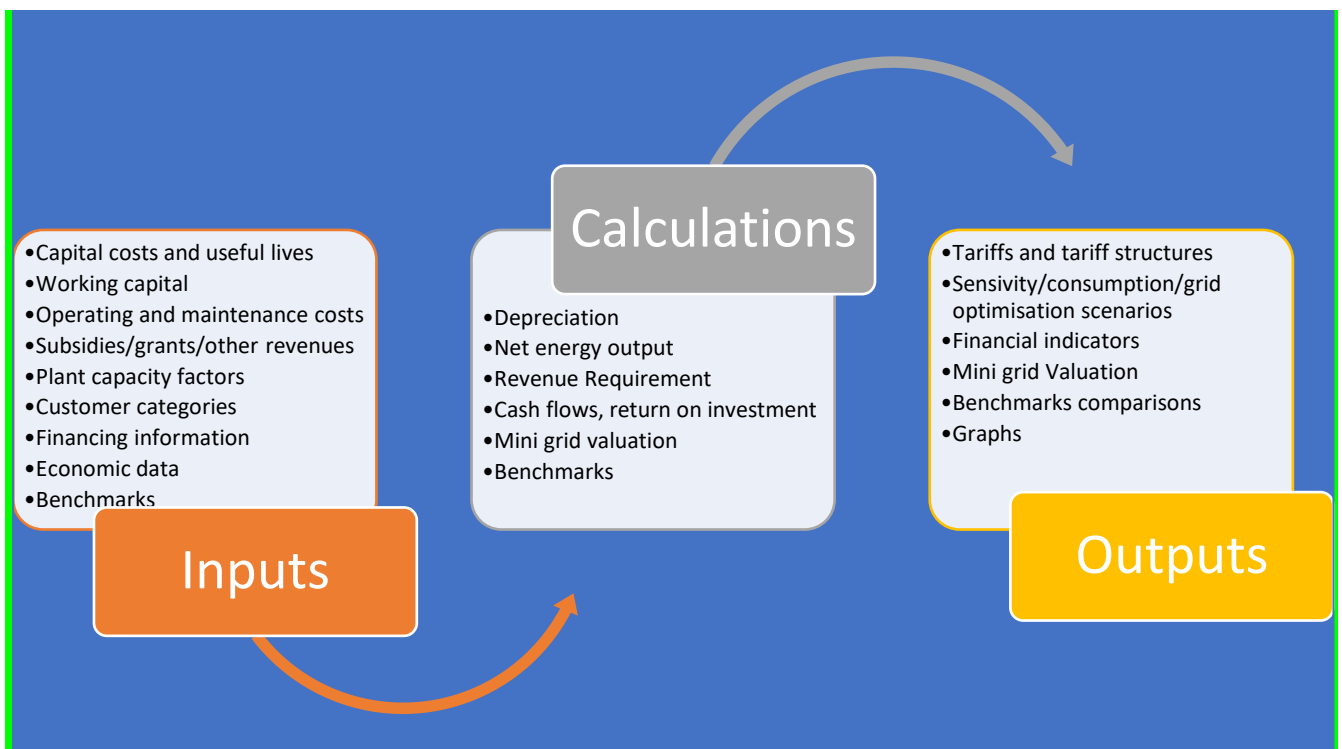 •Capital costs and useful lives
•Working capital
•Operating and maintenance costs
•Subsidies/grants/other revenues
•Plant capacity factors
•Customer categories
•Financing information
•Economic data
•Benchmarks
Inputs
Calculations
•Depreciation
•Net energy output
•Revenue Requirement
•Cash flows, return on investment
•Mini grid valuation
•Benchmarks
•Tariffs and tariff structures
•Sensivity/consumption/grid
optimisation scenarios
•Financial indicators
•Mini grid Valuation
•Benchmarks comparisons
•Graphs
Outputs